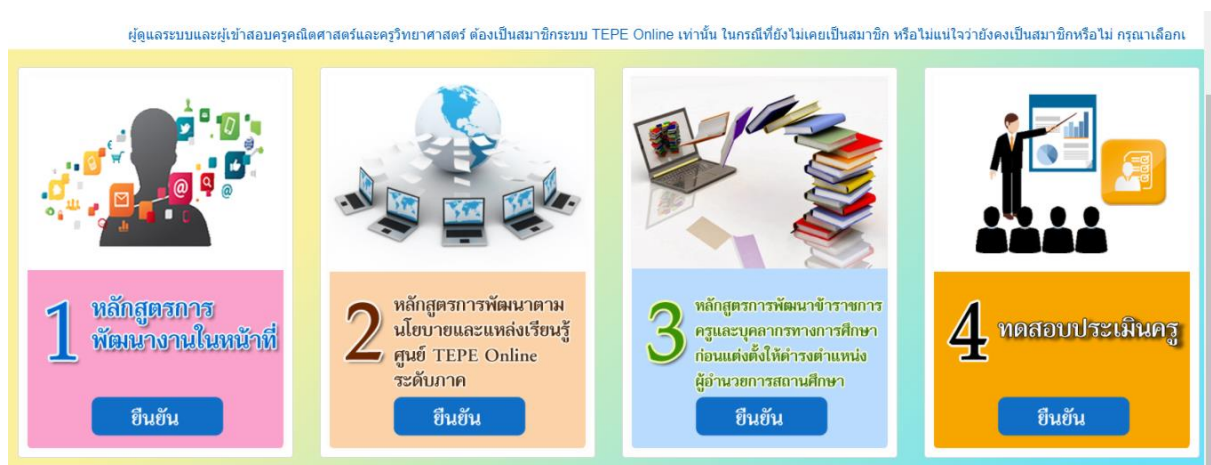 ผู้ดูแลระบบและผู้เข้าสอบครูคณิตศาสตร์และครูวิทยาศาสตร์ ต้องเป็นสมาชิกระบบ TEPE Online เท่านั้น ในกรณีที่ยังไม่เคยเป็นสมาชิก หรือไม่แน่ใจว่ายังคงเป็นสมาชิกหรือไม่ กรุณาเลือกเ
1 หลักสูตรการ
พัฒนางานในหน้าที่
ยืนยัน
2 หลักสูตรการพัฒนาตาม
นโยบายและแหล่งเรียนรู้
ศูนย์ TEPE Online
ระดับภาค
ยืนยัน
3 หลักสูตรการพัฒนาข้าราชการ
ครูและบุคลากรทางการศึกษา
ก่อนแต่งตั้งให้ดำรงตำแหน่ง
ผู้อำนวยการสถานศึกษา
ยืนยัน
4 ทดสอบประเมินครู
ยืนยัน